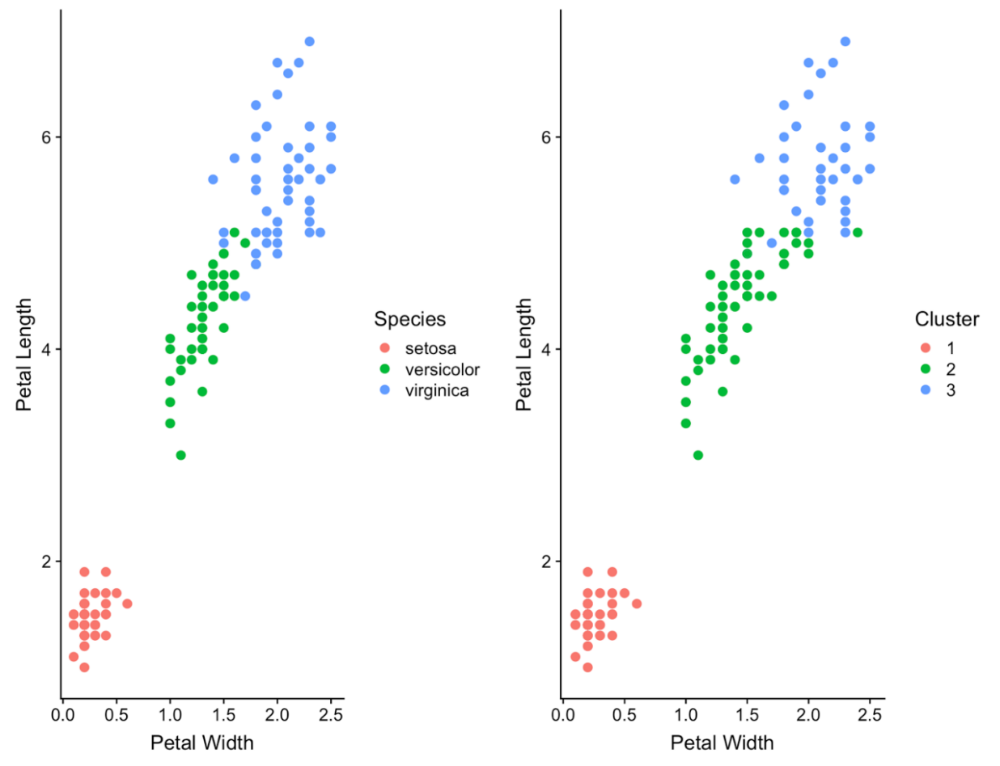 6
4
2
Petal Length
0.0 0.5 1.0 1.5 2.0 2.5
Petal Width
Species
setosa
versicolor
virginica
6
4
2
Petal Length
0.0 0.5 1.0 1.5 2.0 2.5
Petal Width
Cluster
1
2
3